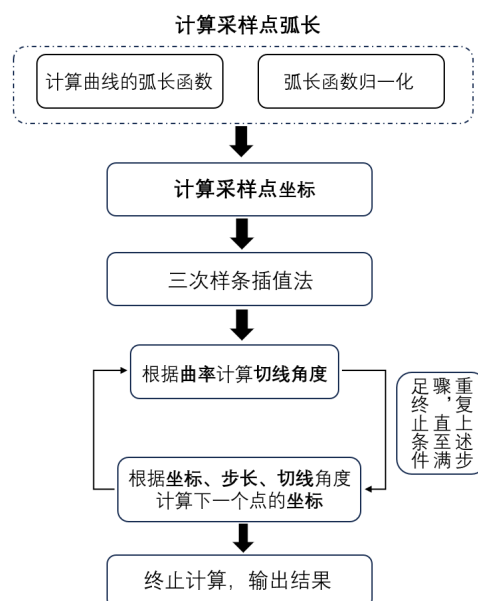 计算采样点弧长
计算曲线的弧长函数
弧长函数归一化
计算采样点坐标
三次样条插值法
根据曲率计算切线角度
重复上述步
骤，直至满
足终止条件
根据坐标、步长、切线角度
计算下一个点的坐标
终止计算，输出结果